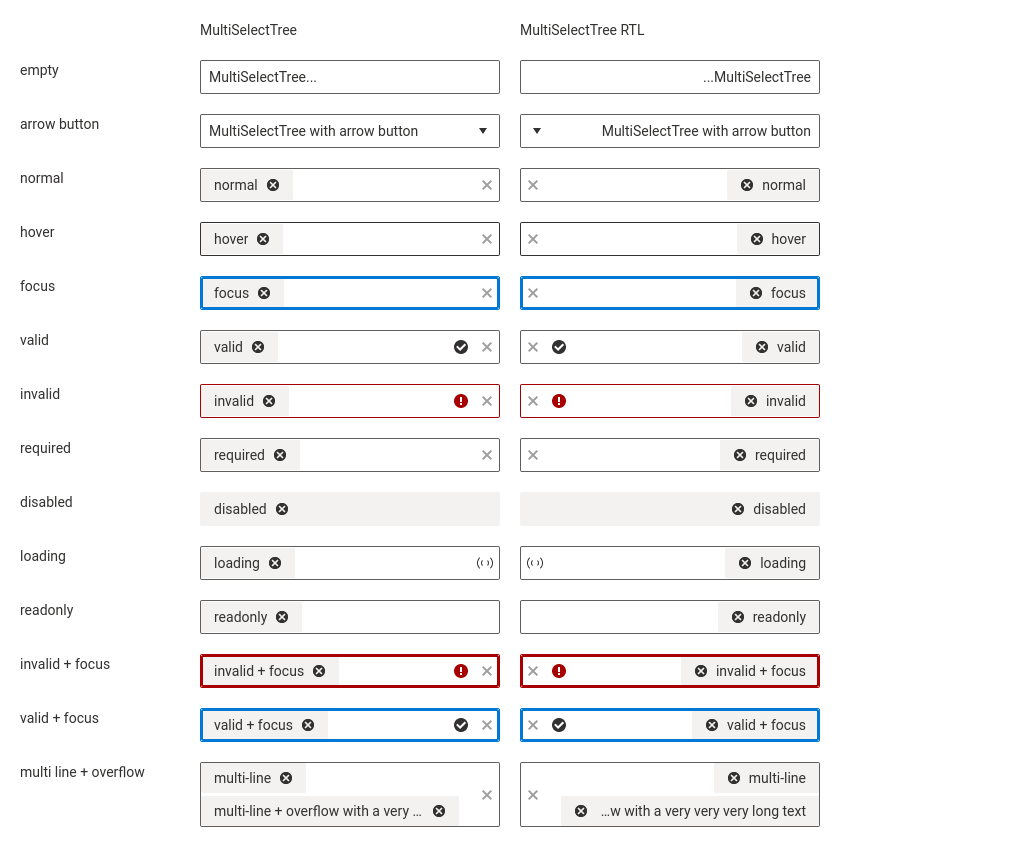 MultiSelectTree MultiSelectTree RTL
empty MultiSelectTree... ...MultiSelectTree
arrow button MultiSelectTree with arrow button MultiSelectTree with arrow button
normal normal normal
hover hover hover
focus focus focus
valid valid valid
invalid invalid invalid
required required required
disabled disabled disabled
loading loading loading
readonly readonly readonly
invalid + focus invalid + focus invalid + focus
valid + focus valid + focus valid + focus
multi line + overflow multi-line multi-line
multi-line + overflow with a very ... ...w with a very very very long text